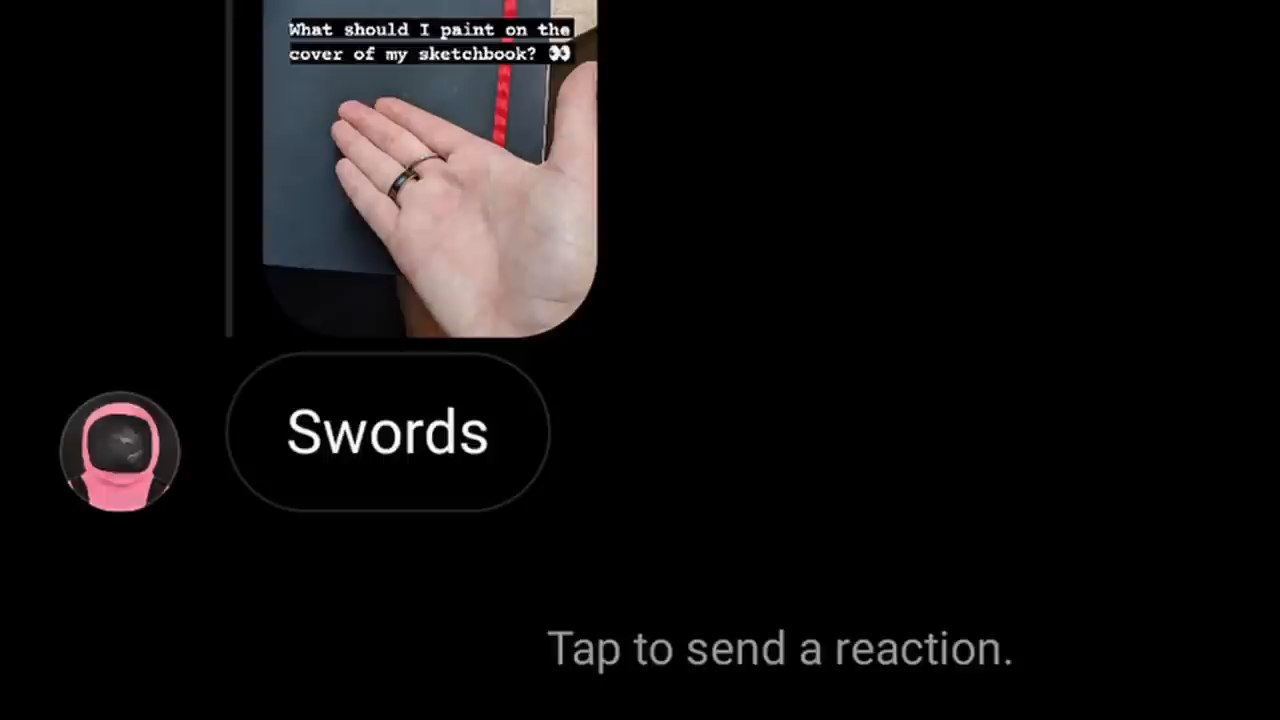 What should I paint on the
cover of my sketchbook? 👀
Swords
Tap to send a reaction.